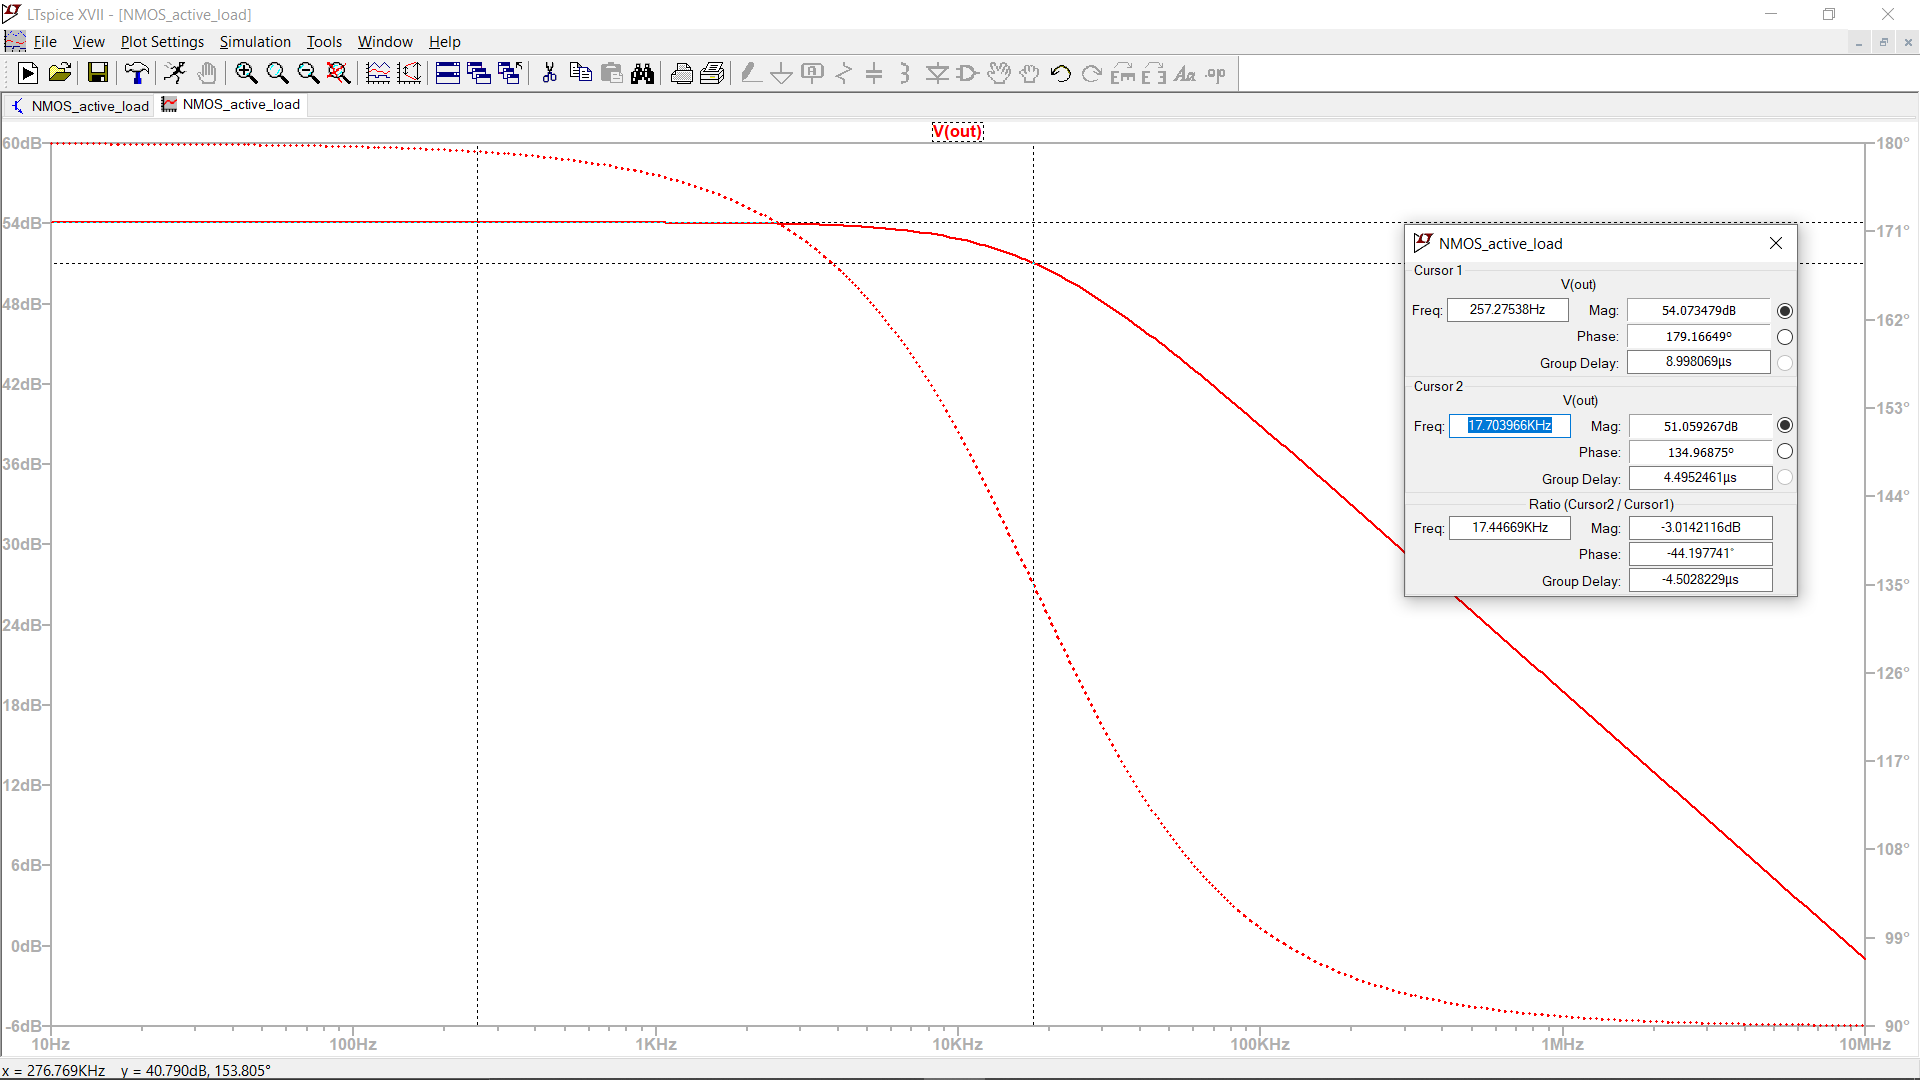 LTspice XVII - [NMOS_active_load]
File View Plot Settings Simulation Tools Window Help
.op
NMOS_active_load NMOS_active_load
V(out)
60dB 180°
54dB 171°
48dB 162°
42dB 153°
36dB 144°
30dB 135°
24dB 126°
18dB 117°
12dB 108°
6dB 99°
0dB 90°
-6dB
10Hz 100Hz 1KHz 10KHz 100KHz 1MHz 10MHz
NMOS_active_load
Cursor 1
V(out)
Freq: 257.27538Hz Mag: 54.073479dB
Phase: 179.16649°
Group Delay: 8.998069µs
Cursor 2
V(out)
Freq: 17.703966KHz Mag: 51.059267dB
Phase: 134.96875°
Group Delay: 4.4952461µs
Ratio (Cursor2 / Cursor1)
Freq: 17.44669KHz Mag: -3.0142116dB
Phase: -44.197741°
Group Delay: -4.5028229µs
x = 276.769KHz y = 40.790dB, 153.805°